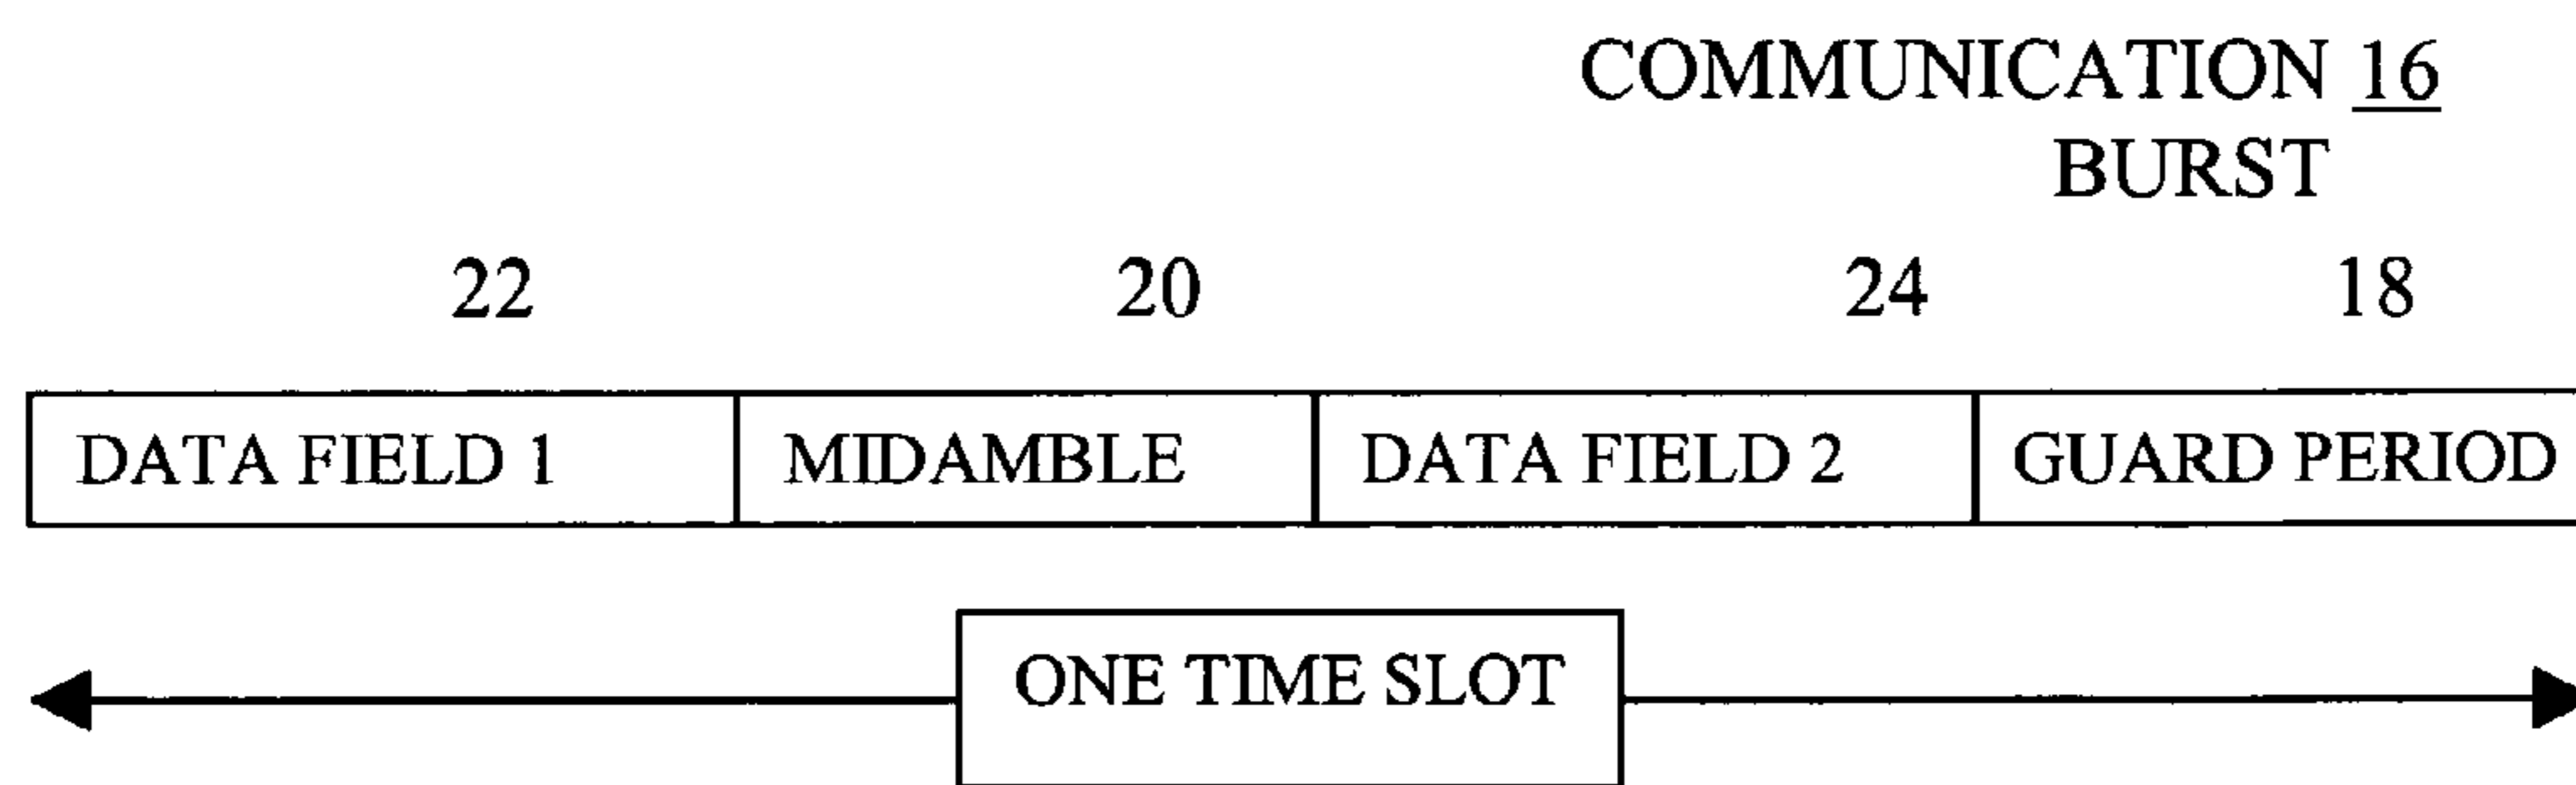 COMMUNICATION 16
BURST
22 20 24 18
DATA FIELD 1 MIDAMBLE DATA FIELD 2 GUARD PERIOD
ONE TIME SLOT